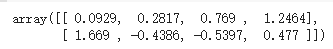 array([[ 0.0929, 0.2817, 0.769 , 1.2464],
[ 1.669 , -0.4386, -0.5397, 0.477 ]])